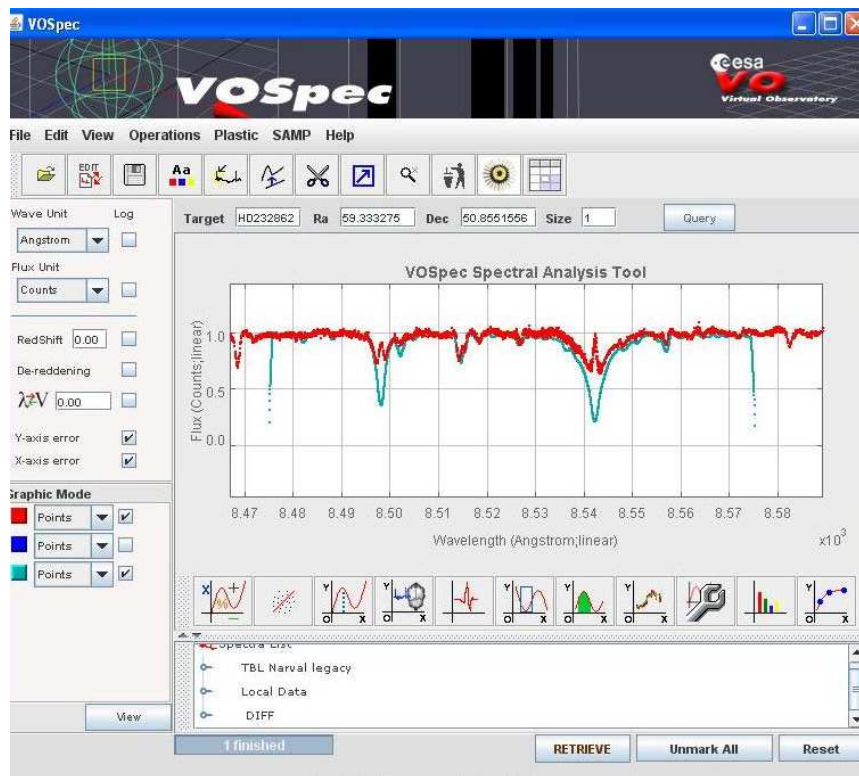 VOSpec
VOSpec
esa
VO
Virtual Observatory
File Edit View Operations Plastic SAMP Help
EDIT
Aa
Wave Unit Log
Angstrom
Flux Unit
Counts
RedShift 0.00
De-reddening
λ⇄V 0.00
Y-axis error
X-axis error
Graphic Mode
Points
Points
Points
View
Target HD232862 Ra 59.333275 Dec 50.8551556 Size 1 Query
VOSpec Spectral Analysis Tool
Flux (Counts;linear)
1.0
0.5
0.0
8.47 8.48 8.49 8.50 8.51 8.52 8.53 8.54 8.55 8.56 8.57 8.58
Wavelength (Angstrom;linear) x10³
Spectra List
TBL Narval legacy
Local Data
DIFF
1 finished RETRIEVE Unmark All Reset